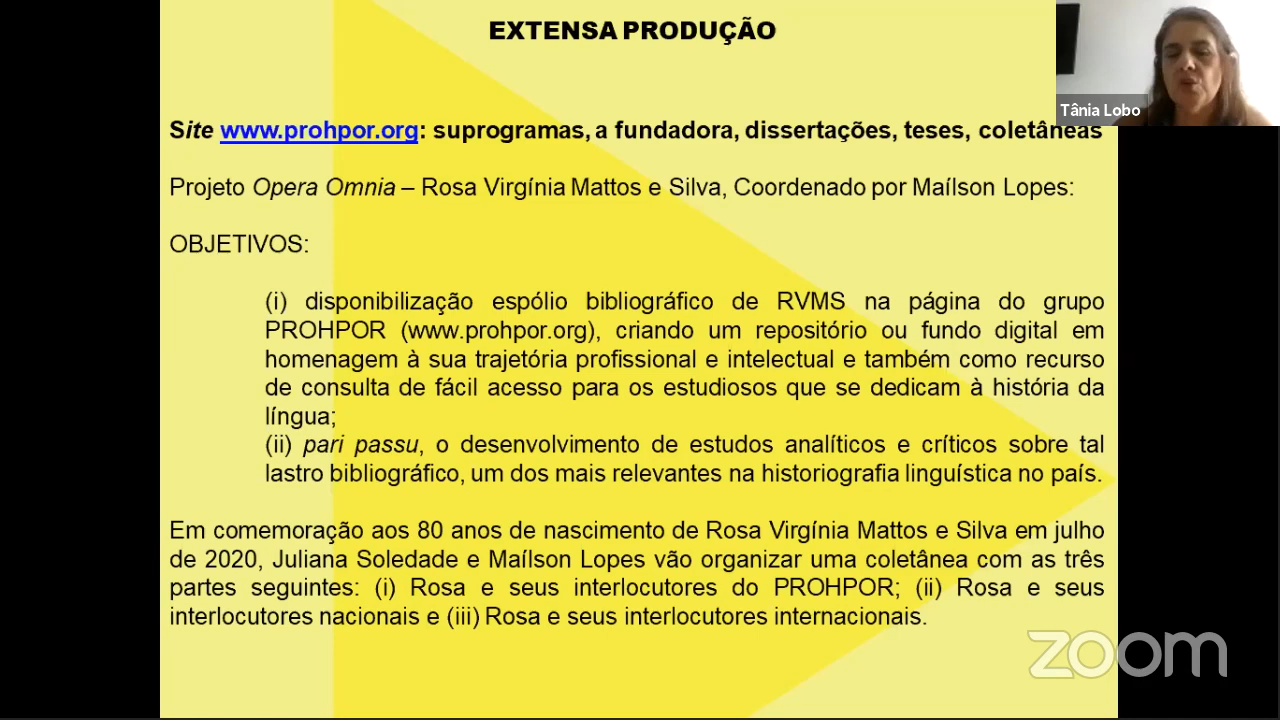 EXTENSA PRODUÇÃO
Tânia Lobo
Site www.prohpor.org: suprogramas, a fundadora, dissertações, teses, coletâneas
Projeto Opera Omnia – Rosa Virgínia Mattos e Silva, Coordenado por Maílson Lopes:
OBJETIVOS:
(i) disponibilização espólio bibliográfico de RVMS na página do grupo
PROHPOR (www.prohpor.org), criando um repositório ou fundo digital em
homenagem à sua trajetória profissional e intelectual e também como recurso
de consulta de fácil acesso para os estudiosos que se dedicam à história da
língua;
(ii) pari passu, o desenvolvimento de estudos analíticos e críticos sobre tal
lastro bibliográfico, um dos mais relevantes na historiografia linguística no país.
Em comemoração aos 80 anos de nascimento de Rosa Virgínia Mattos e Silva em julho
de 2020, Juliana Soledade e Maílson Lopes vão organizar uma coletânea com as três
partes seguintes: (i) Rosa e seus interlocutores do PROHPOR; (ii) Rosa e seus
interlocutores nacionais e (iii) Rosa e seus interlocutores internacionais.
zoom